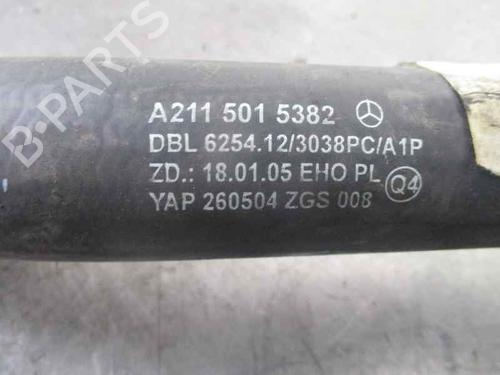 A211 501 5382
DBL 6254.12/3038PC/A1P
ZD.: 18.01.05 EHO PL Q4
YAP 260504 ZGS 008
B-PARTS